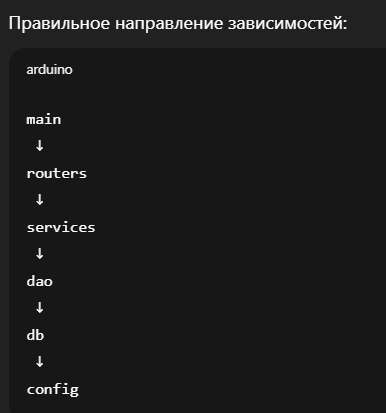 Правильное направление зависимостей:
arduino
main
↓
routers
↓
services
↓
dao
↓
db
↓
config